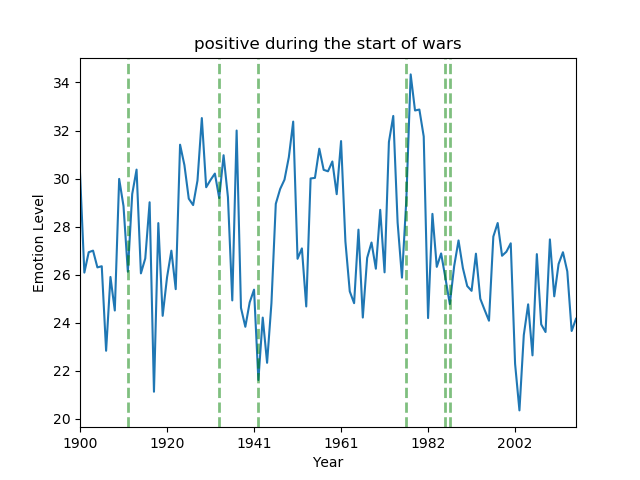 positive during the start of wars
Emotion Level
34
32
30
28
26
24
22
20
1900 1920 1941 1961 1982 2002
Year